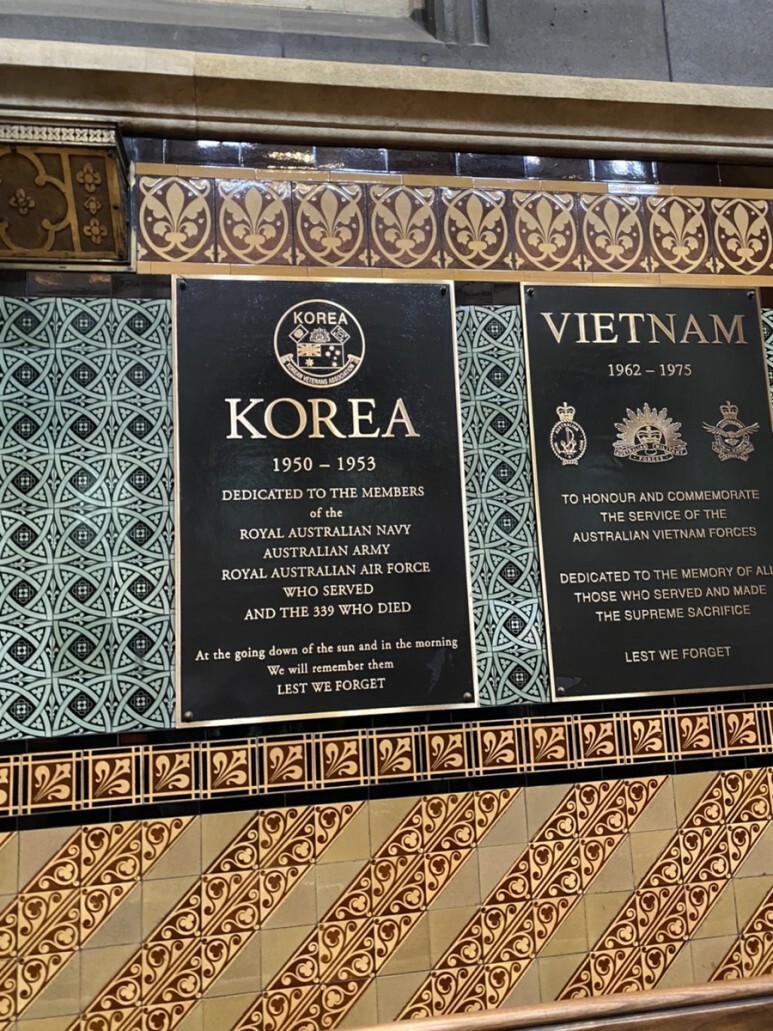 KOREA
KOREAN VETERANS ASSOCIATION
KOREA
1950 – 1953
DEDICATED TO THE MEMBERS
of the
ROYAL AUSTRALIAN NAVY
AUSTRALIAN ARMY
ROYAL AUSTRALIAN AIR FORCE
WHO SERVED
AND THE 339 WHO DIED
At the going down of the sun and in the morning
We will remember them
LEST WE FORGET
VIETNAM
1962 – 1975
TO HONOUR AND COMMEMORATE
THE SERVICE OF THE
AUSTRALIAN VIETNAM FORCES
DEDICATED TO THE MEMORY OF ALL
THOSE WHO SERVED AND MADE
THE SUPREME SACRIFICE
LEST WE FORGET